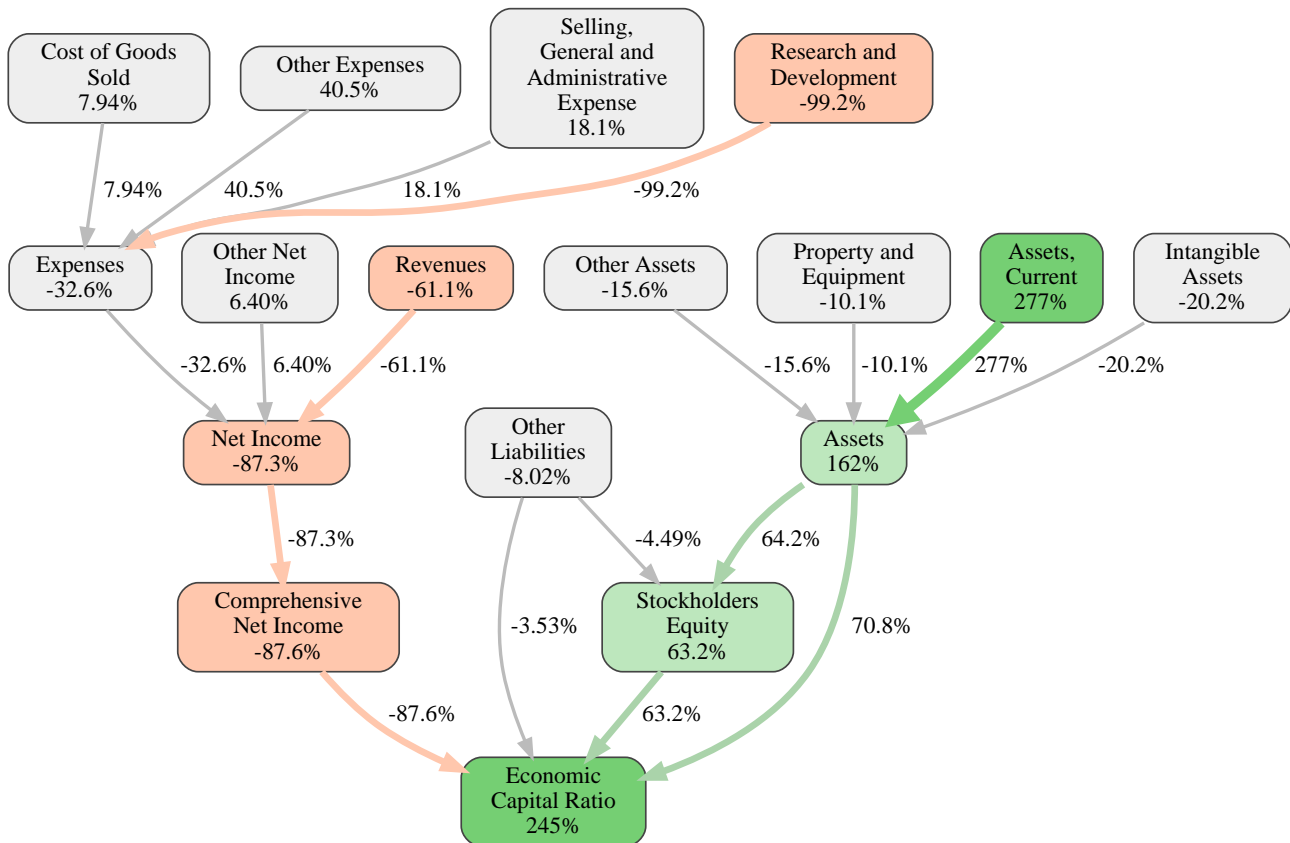 Cost of Goods
Sold
7.94%
Other Expenses
40.5%
Selling,
General and
Administrative
Expense
18.1%
Research and
Development
-99.2%
7.94%
40.5%
18.1%
-99.2%
Expenses
-32.6%
Other Net
Income
6.40%
Revenues
-61.1%
Other Assets
-15.6%
Property and
Equipment
-10.1%
Assets,
Current
277%
Intangible
Assets
-20.2%
-32.6%
6.40%
-61.1%
-15.6%
-10.1%
277%
-20.2%
Net Income
-87.3%
Other
Liabilities
-8.02%
Assets
162%
-87.3%
-4.49%
64.2%
Comprehensive
Net Income
-87.6%
-3.53%
Stockholders
Equity
63.2%
70.8%
-87.6%
63.2%
Economic
Capital Ratio
245%